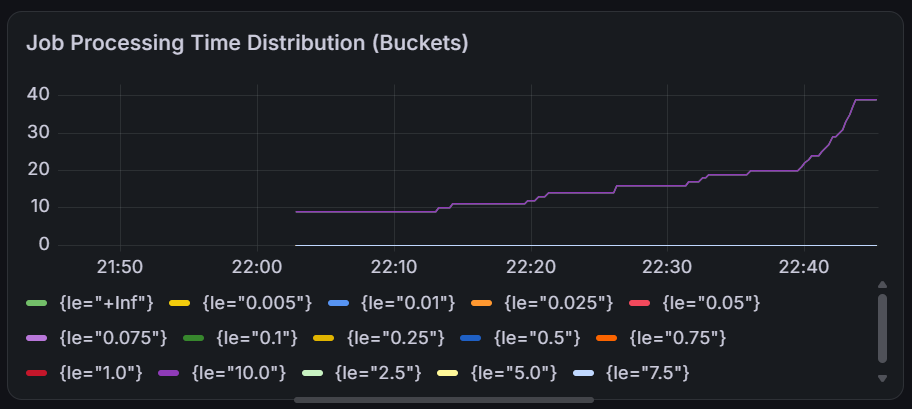 Job Processing Time Distribution (Buckets)
40
30
20
10
0
21:50 22:00 22:10 22:20 22:30 22:40
{le="+Inf"} {le="0.005"} {le="0.01"} {le="0.025"} {le="0.05"}
{le="0.075"} {le="0.1"} {le="0.25"} {le="0.5"} {le="0.75"}
{le="1.0"} {le="10.0"} {le="2.5"} {le="5.0"} {le="7.5"}